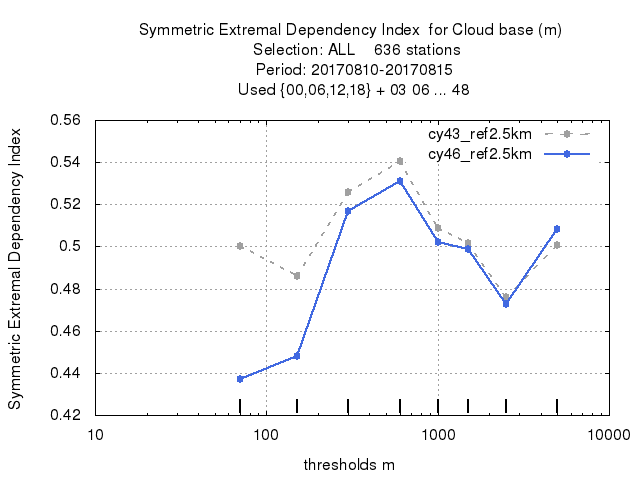 Symmetric Extremal Dependency Index  for Cloud base (m)
Selection: ALL    636 stations
Period: 20170810-20170815
Used {00,06,12,18} + 03 06 ... 48
cy43_ref2.5km
cy46_ref2.5km
0.56
0.54
0.52
0.5
0.48
0.46
0.44
0.42
Symmetric Extremal Dependency Index
10 100 1000 10000
thresholds m